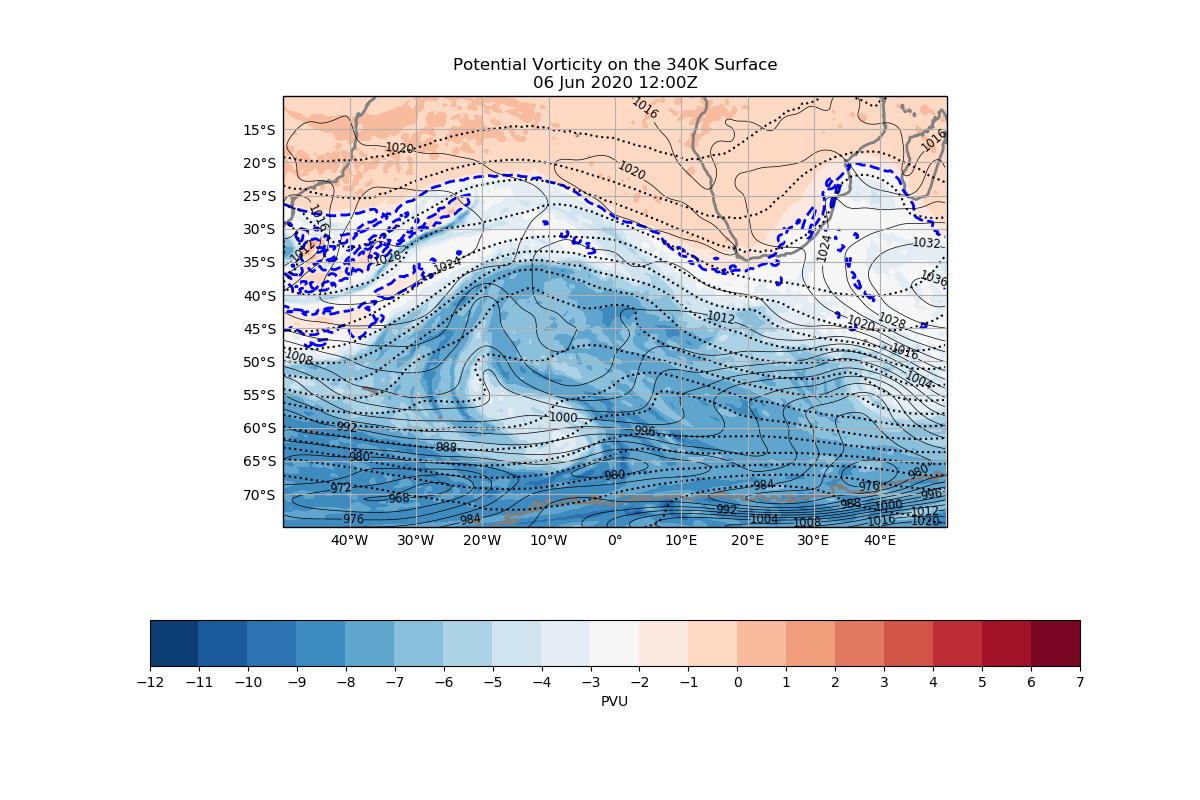 Potential Vorticity on the 340K Surface
06 Jun 2020 12:00Z
1016
15°S
1020
1016
20°S
1020
25°S
1016
30°S
1012
1028
1024
1024
1032
35°S
1036
40°S
1012
1020
1028
45°S
1008
1016
50°S
1004
55°S
992
1000
996
60°S
988
980
65°S
980
980
972
968
984
976
70°S
988
1000
996
992
1012
976
984
1004
1008
1016
1020
40°W 30°W 20°W 10°W 0° 10°E 20°E 30°E 40°E
−12 −11 −10 −9 −8 −7 −6 −5 −4 −3 −2 −1 0 1 2 3 4 5 6 7
PVU